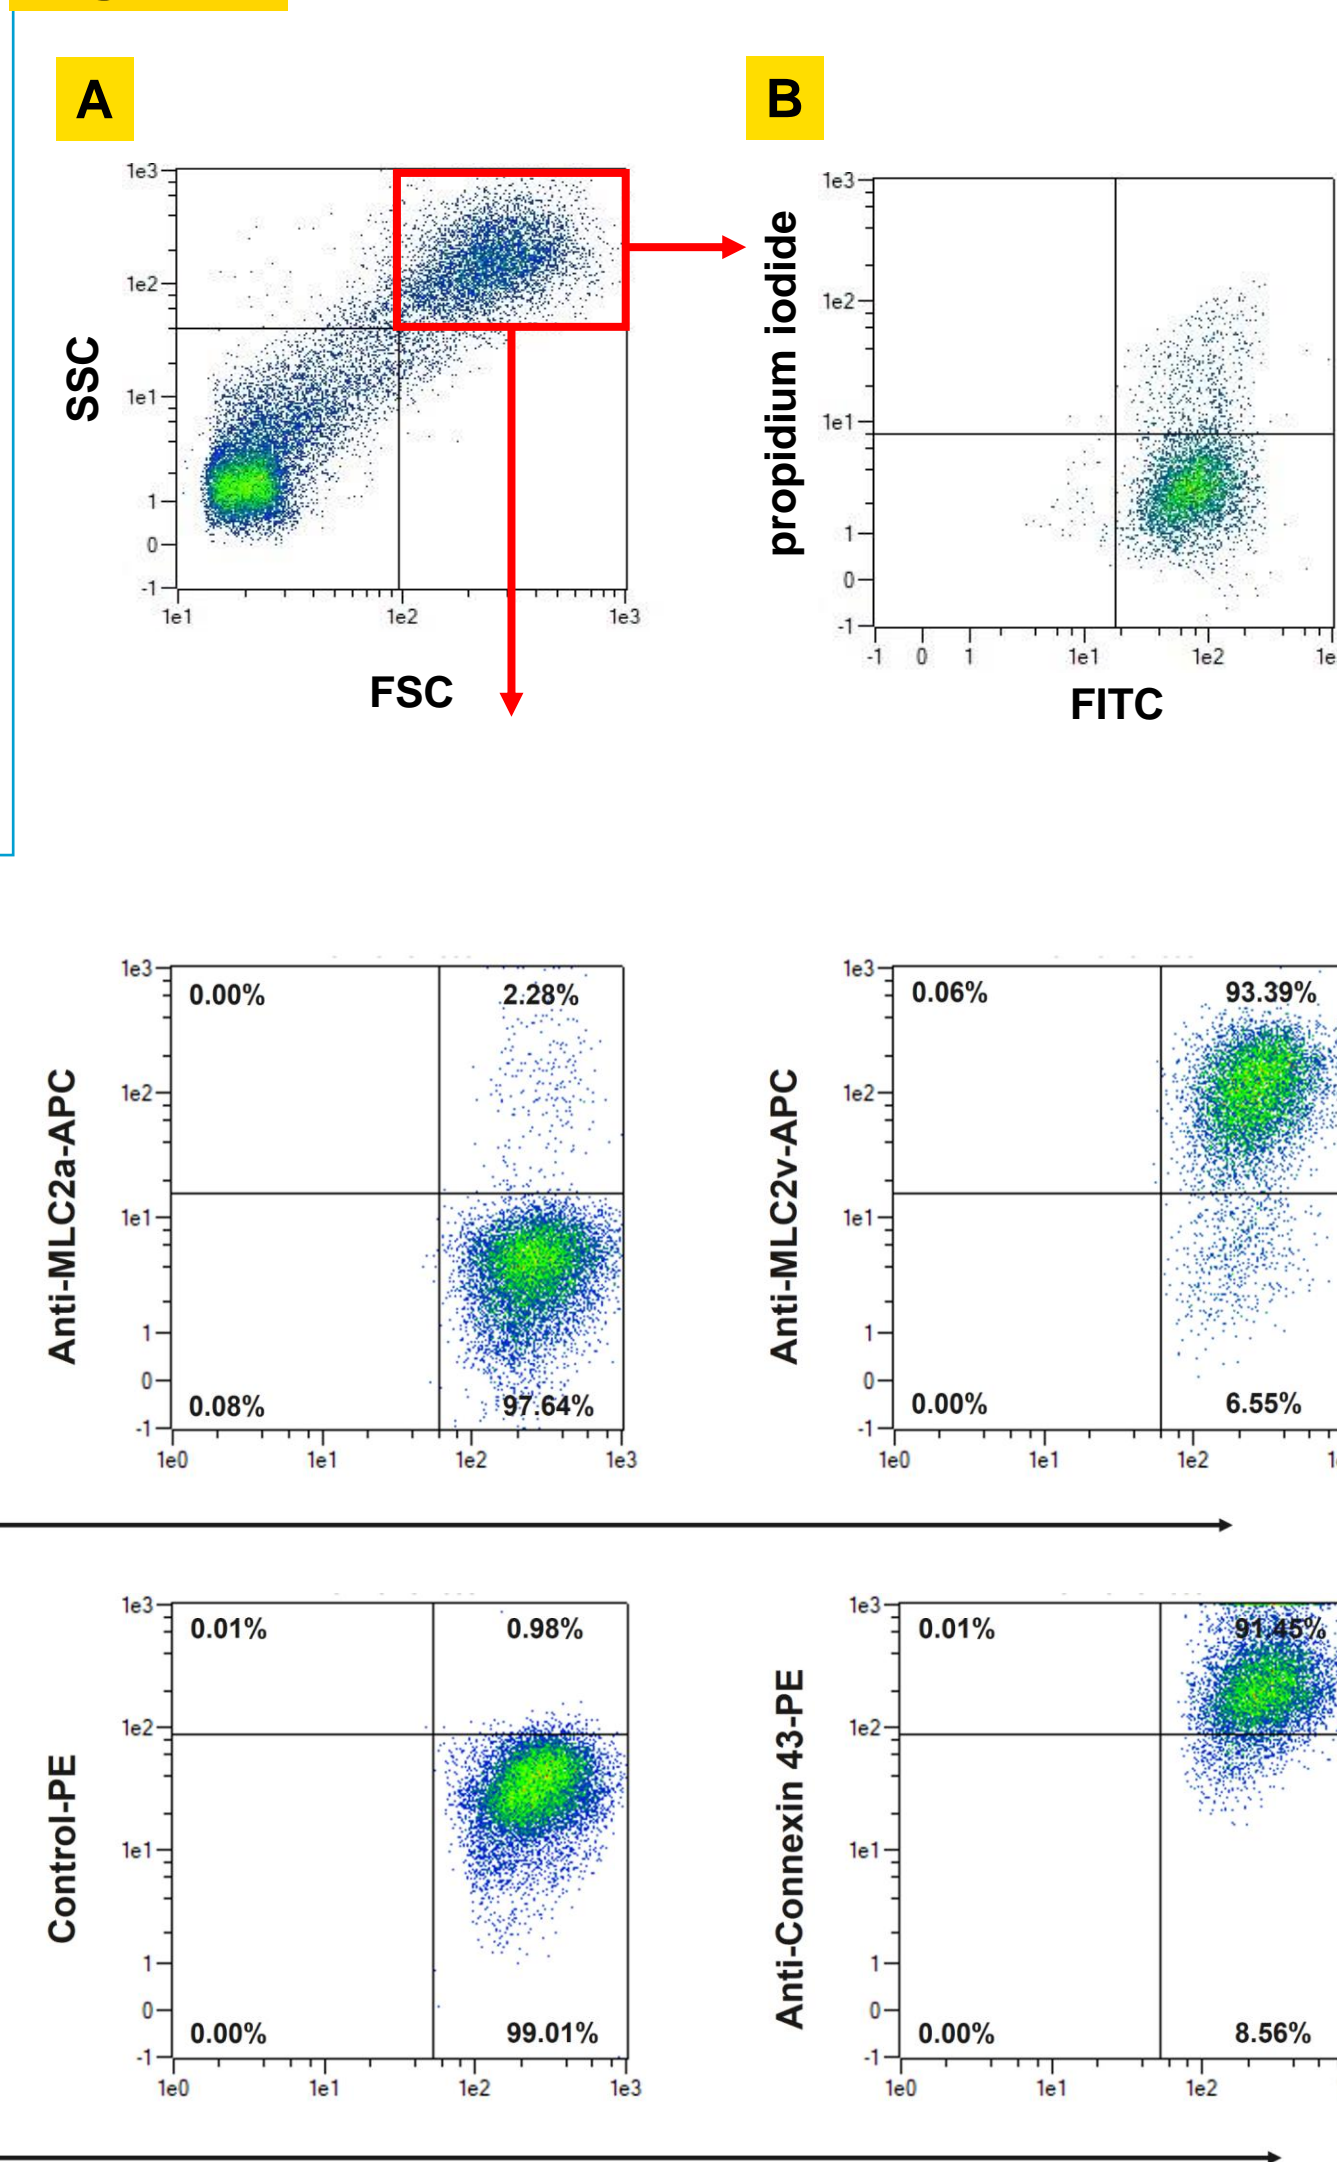 A
B
1e3
1e2
1e1
1
0
-1
SSC
1e1
1e2
1e3
FSC
1e3
1e2
1e1
1
0
-1
propidium iodide
-1
0
1
1e1
1e2
FITC
1e3
1e2
1e1
1
0
-1
Anti-MLC2a-APC
0.00%
2.28%
0.08%
97.64%
1e0
1e1
1e2
1e3
1e3
1e2
1e1
1
0
-1
Anti-MLC2v-APC
0.06%
93.39%
0.00%
6.55%
1e0
1e1
1e2
1e3
1e2
1e1
1
0
-1
Control-PE
0.01%
0.98%
0.00%
99.01%
1e0
1e1
1e2
1e3
1e3
1e2
1e1
1
0
-1
Anti-Connexin 43-PE
0.01%
91.45%
0.00%
8.56%
1e0
1e1
1e2